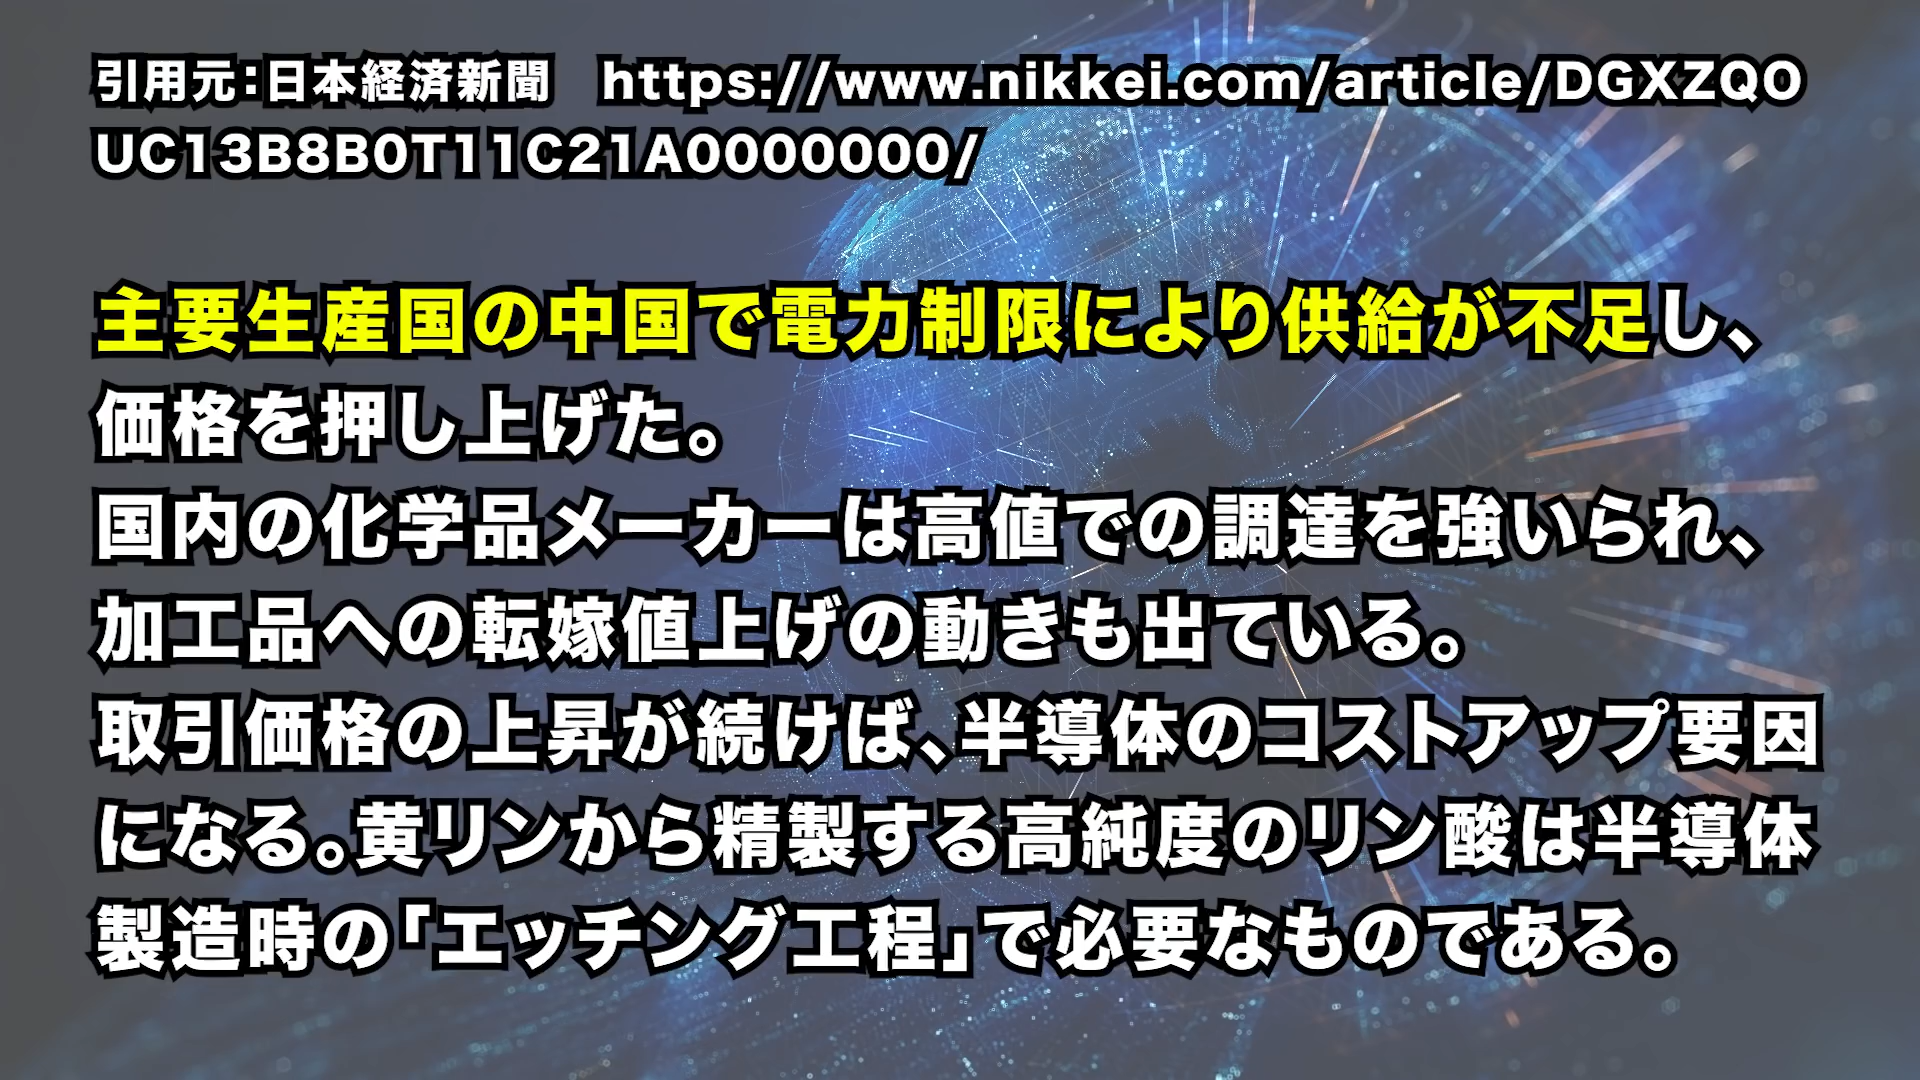 引用元：日本経済新聞　https://www.nikkei.com/article/DGXZQO
UC13B8B0T11C21A0000000/
主要生産国の中国で電力制限により供給が不足し、
価格を押し上げた。
国内の化学品メーカーは高値での調達を強いられ、
加工品への転嫁値上げの動きも出ている。
取引価格の上昇が続けば、半導体のコストアップ要因
になる。黄リンから精製する高純度のリン酸は半導体
製造時の「エッチング工程」で必要なものである。